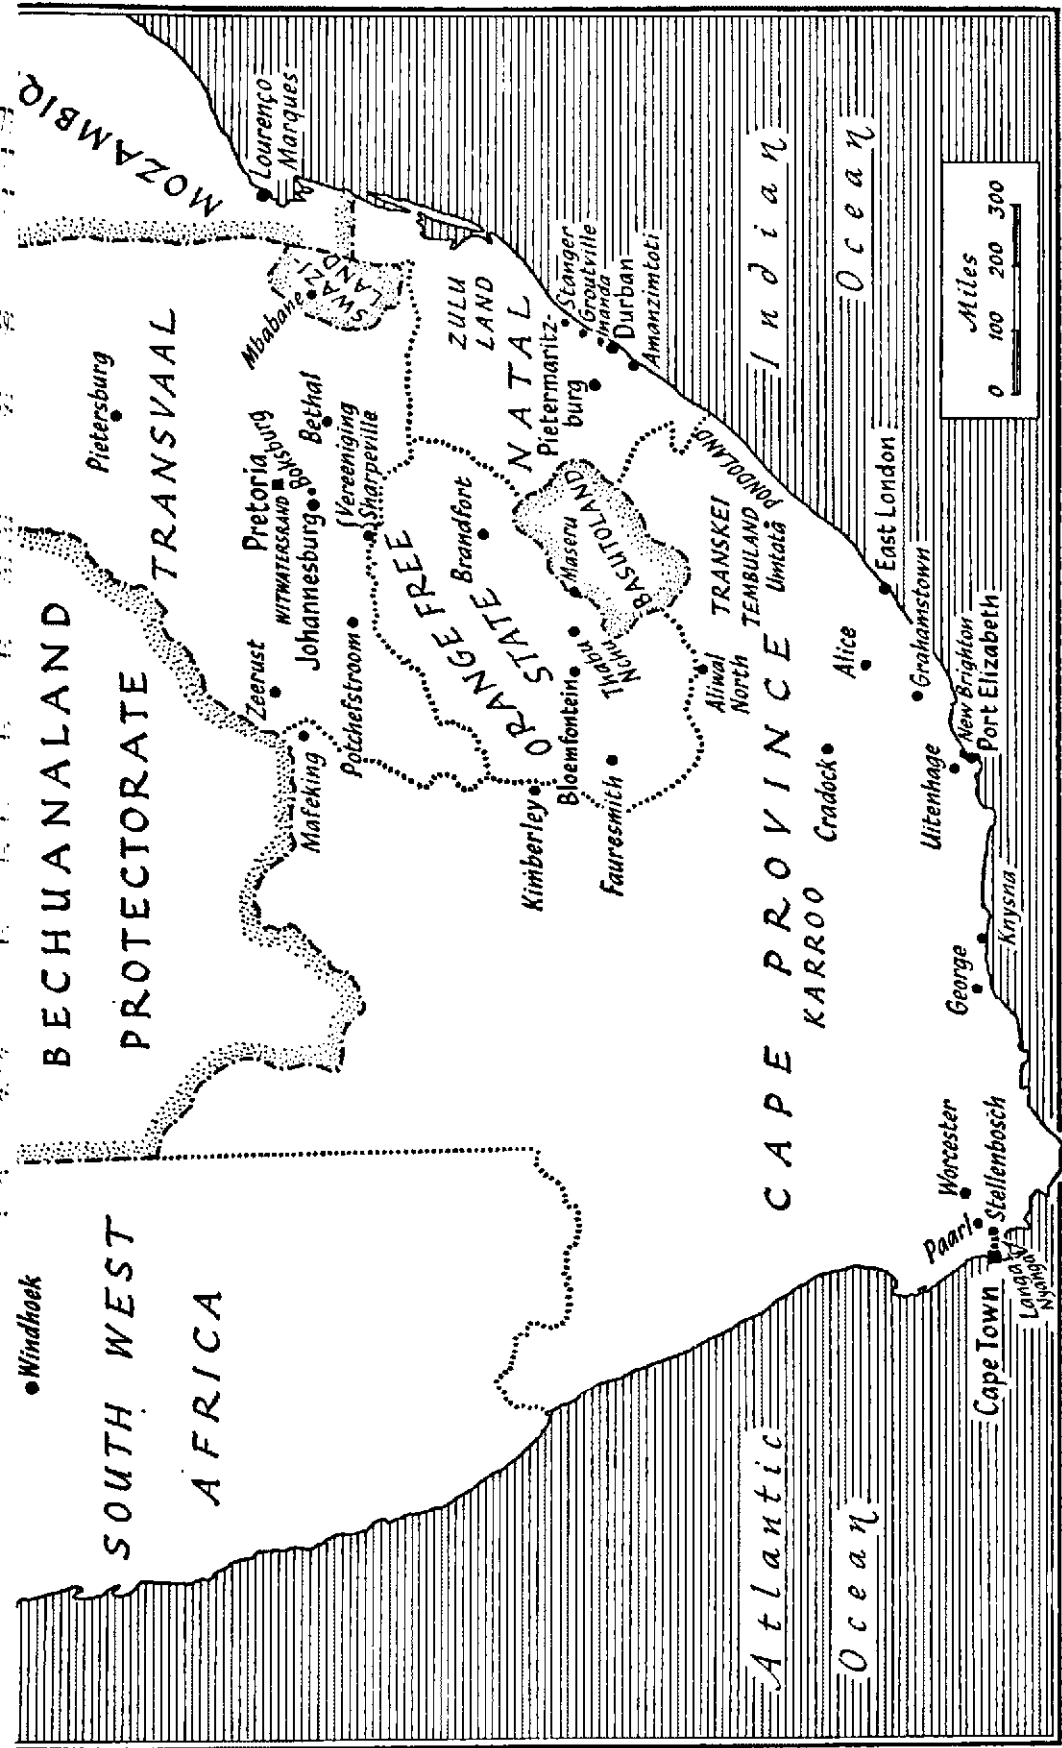 BECHUANALAND
PROTECTORATE
SOUTH WEST
AFRICA
Windhoek
MOZAMBIQ
Lourenço
Marques
TRANSVAAL
Pietersburg
Pretoria
WITWATERSRAND
Boksburg
Johannesburg
Bethal
Zeerust
Mafeking
Potchefstroom
Vereeniging
Sharpeville
Mbabane
SWAZI-
LAND
ZULU
LAND
NATAL
Stanger
Groutville
Inanda
Durban
Amanzimtoti
Pietermaritz-
burg
ORANGE FREE
STATE
Brandfort
Kimberley
Bloemfontein
Thabu
Nchu
Maseru
BASUTOLAND
Fauresmith
Aliwal
North
TRANSKEI
TEMBULAND
PONDOLAND
Umtata
CAPE PROVINCE
KARROO
Cradock
Alice
East London
Grahamstown
New Brighton
Port Elizabeth
Uitenhage
Knysna
George
Worcester
Paarl
Stellenbosch
Cape Town
Langa
Nyanga
Atlantic
Ocean
Indian
Ocean
Miles
0 100 200 300